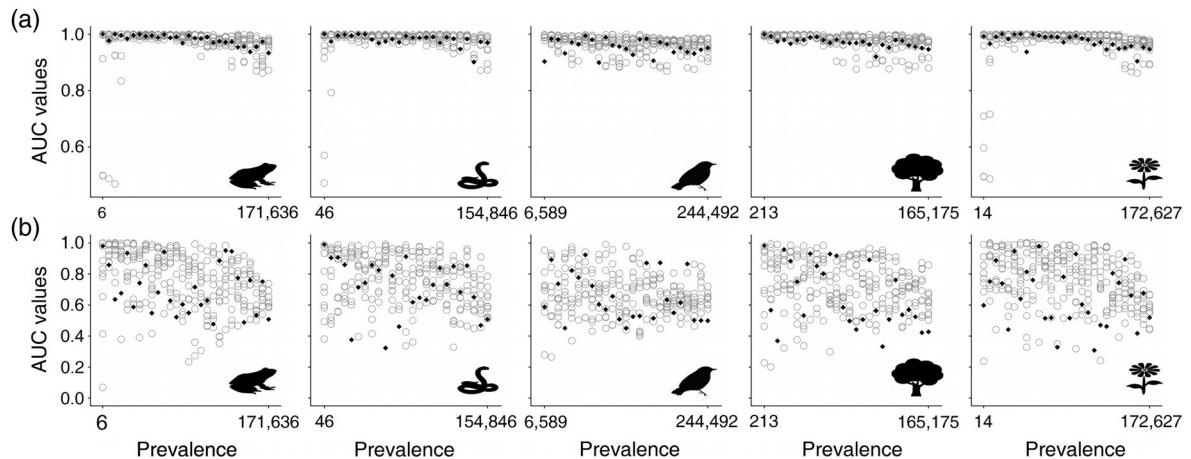 (a)
AUC values
1.0
0.8
0.6
6 171,636 46 154,846 6,589 244,492 213 165,175 14 172,627
(b)
AUC values
1.0
0.8
0.6
0.4
0.2
0.0
6 171,636 46 154,846 6,589 244,492 213 165,175 14 172,627
Prevalence Prevalence Prevalence Prevalence Prevalence